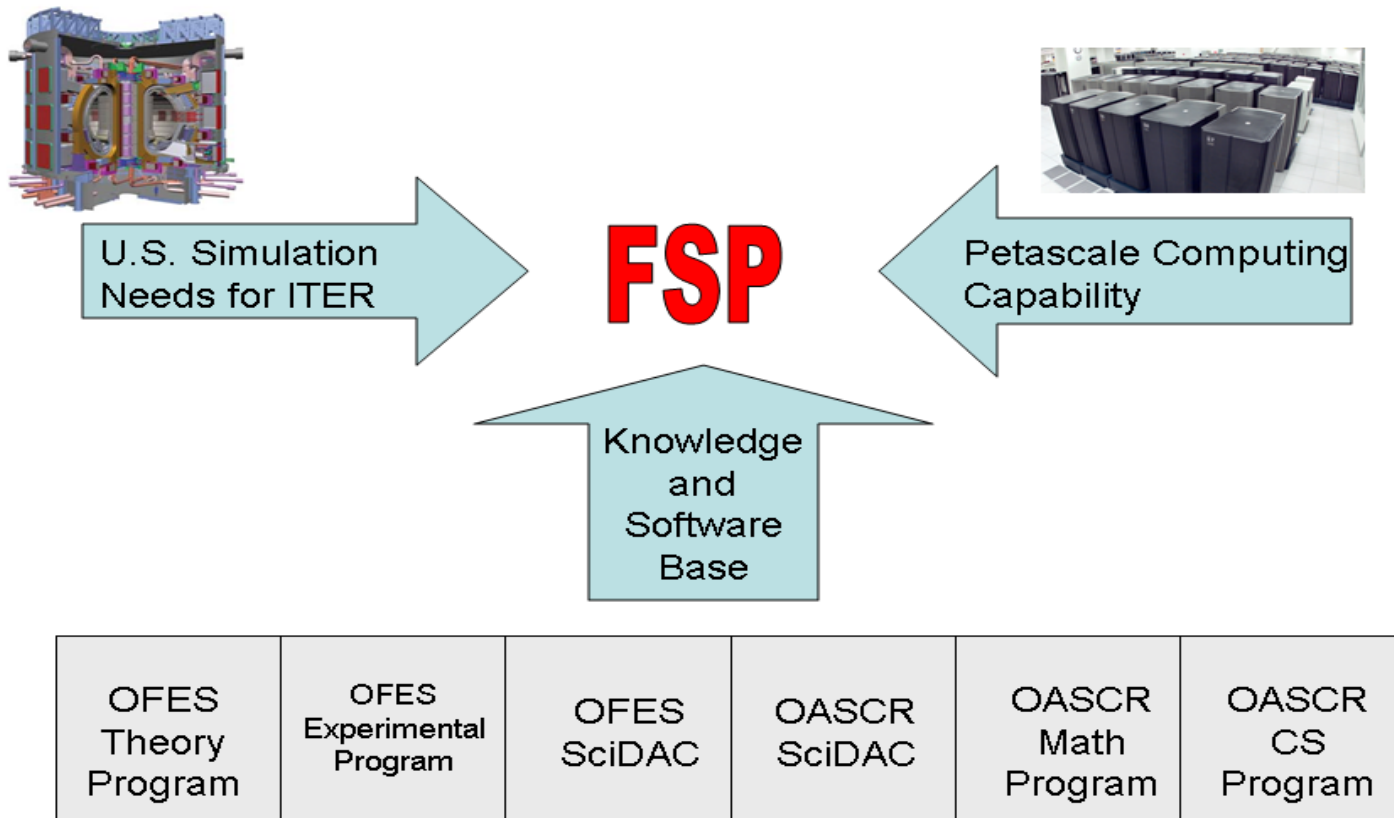 U.S. Simulation
Needs for ITER
FSP
Petascale Computing
Capability
Knowledge
and
Software
Base
OFES
Theory
Program
OFES
Experimental
Program
OFES
SciDAC
OASCR
SciDAC
OASCR
Math
Program
OASCR
CS
Program